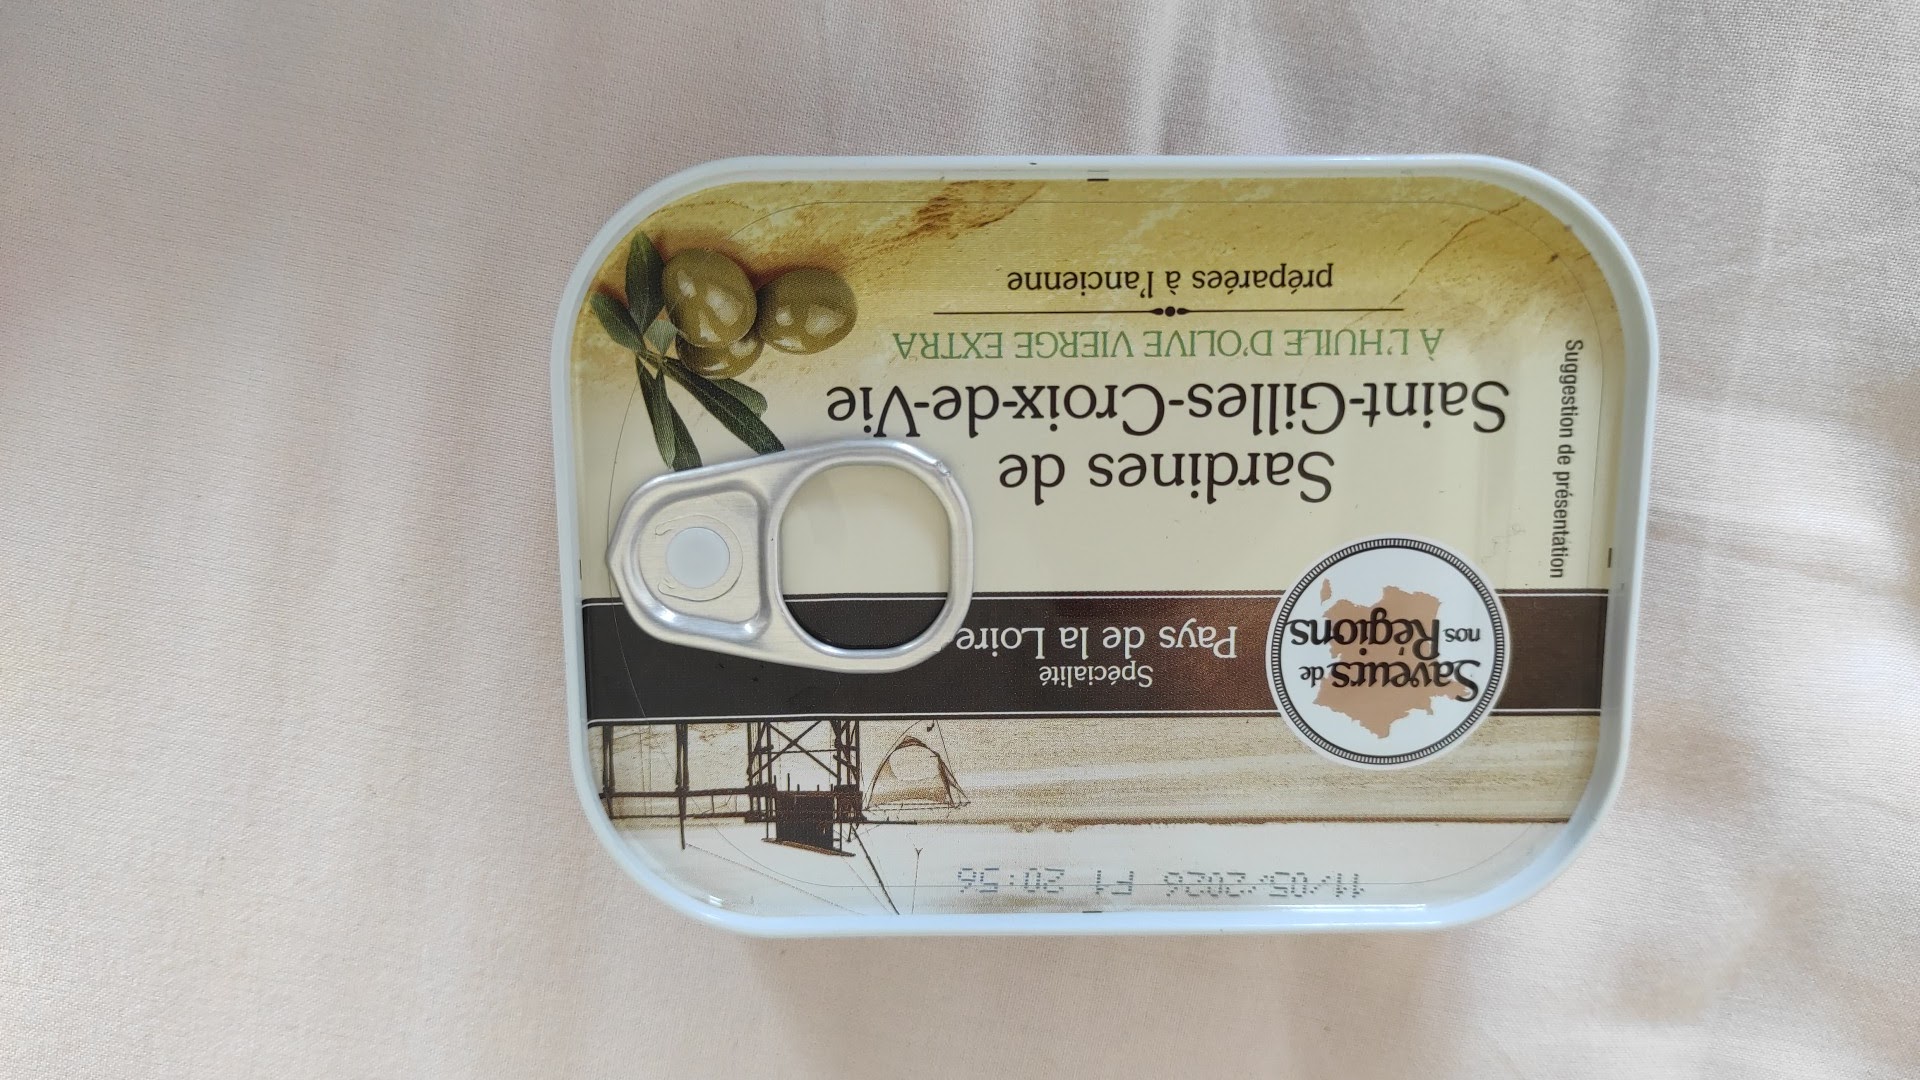 11/05/2026 F1 20:56
Saveurs de
nos Régions
Spécialité
Pays de la Loire
Sardines de
Saint-Gilles-Croix-de-Vie
À L'HUILE D'OLIVE VIERGE EXTRA
préparées à l'ancienne
Suggestion de présentation